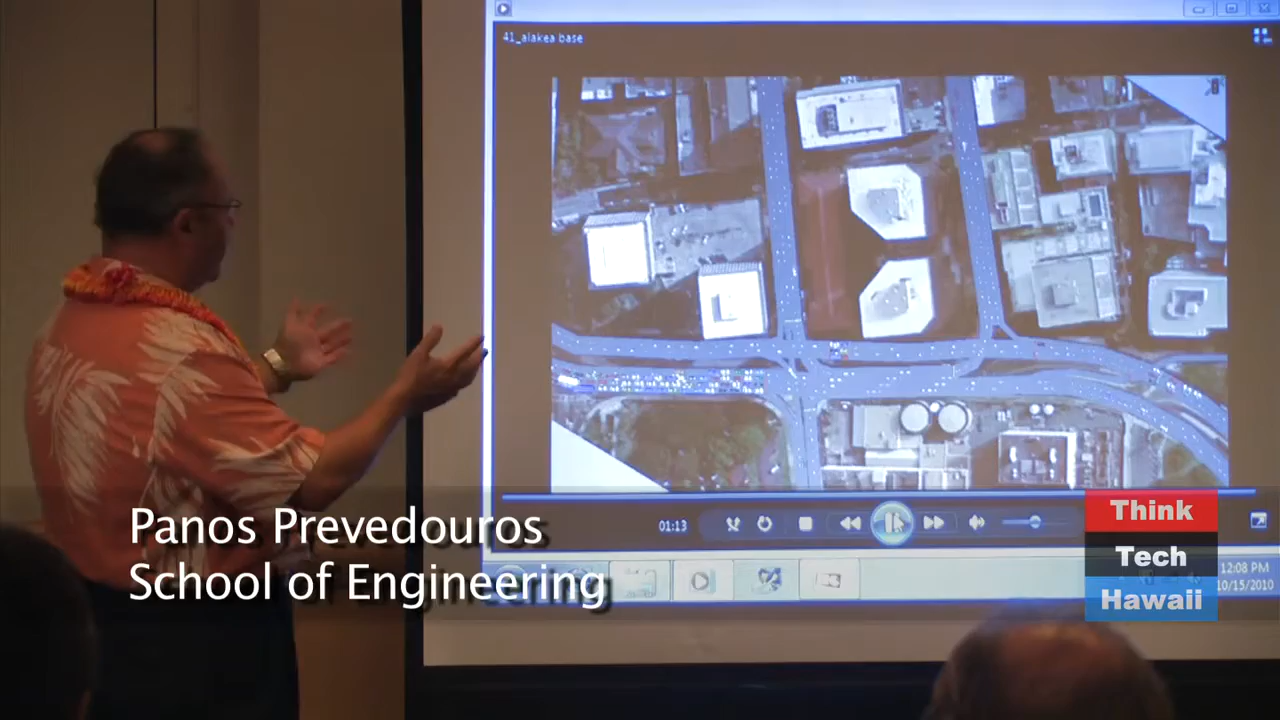 41_alakea base
Panos Prevedouros
School of Engineering
01:13
Think
Tech
Hawaii
12:08 PM
10/15/2010